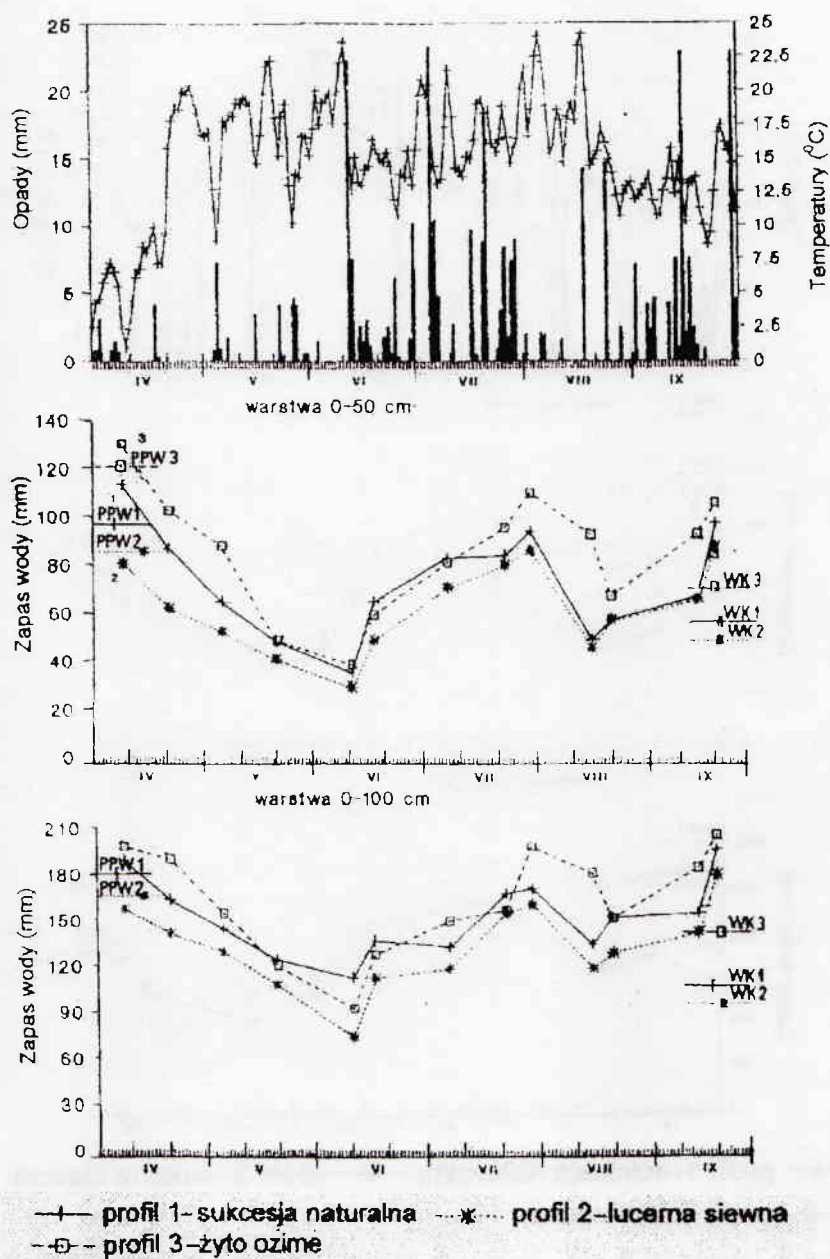 Opady (mm)
25
20
15
10
5
0
Temperatury (°C)
25
22.5
20
17.5
15
12.5
10
7.5
5
2.5
0
IV V VI VII VIII IX
warstwa 0-50 cm
Zapas wody (mm)
140
120
100
80
60
40
20
0
3
PPW3
1
PPW1
PPW2
2
WK3
WK1
WK2
IV V VI VII VIII IX
warstwa 0-100 cm
Zapas wody (mm)
210
180
150
120
90
60
30
0
PPW1
PPW2
WK3
WK1
WK2
IV V VI VII VIII IX
profil 1-sukcesja naturalna
profil 2-lucerna siewna
profil 3-żyto ozime